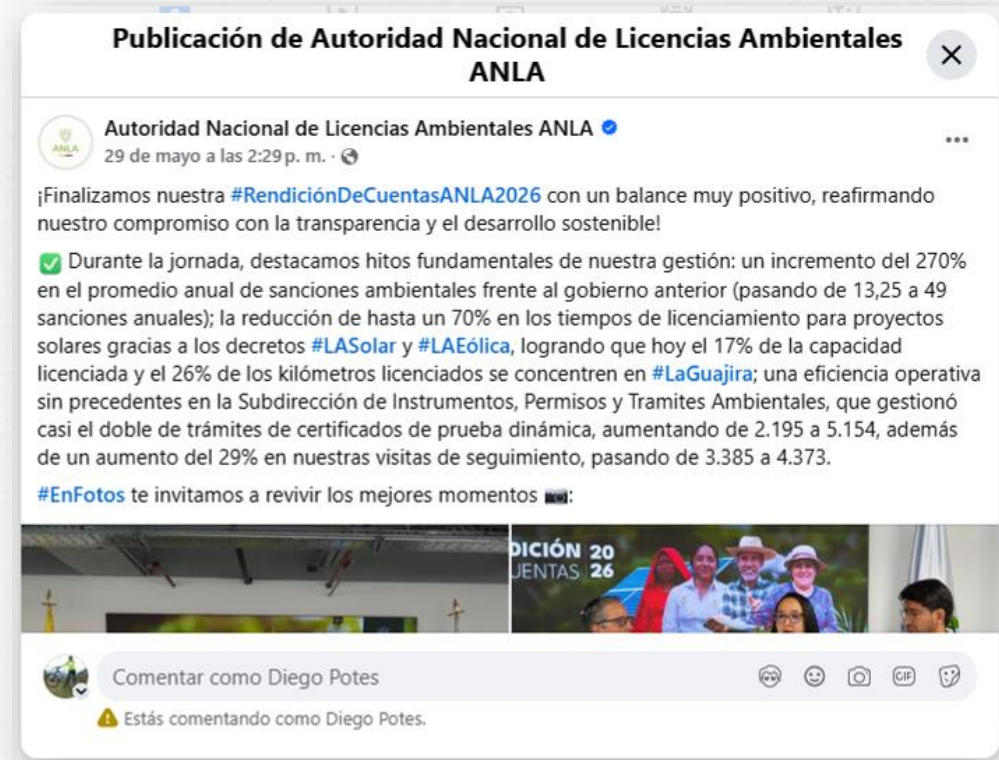 Publicación de Autoridad Nacional de Licencias Ambientales
ANLA
Autoridad Nacional de Licencias Ambientales ANLA
29 de mayo a las 2:29 p. m. ·
¡Finalizamos nuestra #RendiciónDeCuentasANLA2026 con un balance muy positivo, reafirmando
nuestro compromiso con la transparencia y el desarrollo sostenible!
✅ Durante la jornada, destacamos hitos fundamentales de nuestra gestión: un incremento del 270%
en el promedio anual de sanciones ambientales frente al gobierno anterior (pasando de 13,25 a 49
sanciones anuales); la reducción de hasta un 70% en los tiempos de licenciamiento para proyectos
solares gracias a los decretos #LASolar y #LAEólica, logrando que hoy el 17% de la capacidad
licenciada y el 26% de los kilómetros licenciados se concentren en #LaGuajira; una eficiencia operativa
sin precedentes en la Subdirección de Instrumentos, Permisos y Tramites Ambientales, que gestionó
casi el doble de trámites de certificados de prueba dinámica, aumentando de 2.195 a 5.154, además
de un aumento del 29% en nuestras visitas de seguimiento, pasando de 3.385 a 4.373.
#EnFotos te invitamos a revivir los mejores momentos 📷:
DICIÓN 20
UENTAS 26
Comentar como Diego Potes
GIF
Estás comentando como Diego Potes.
ANLA